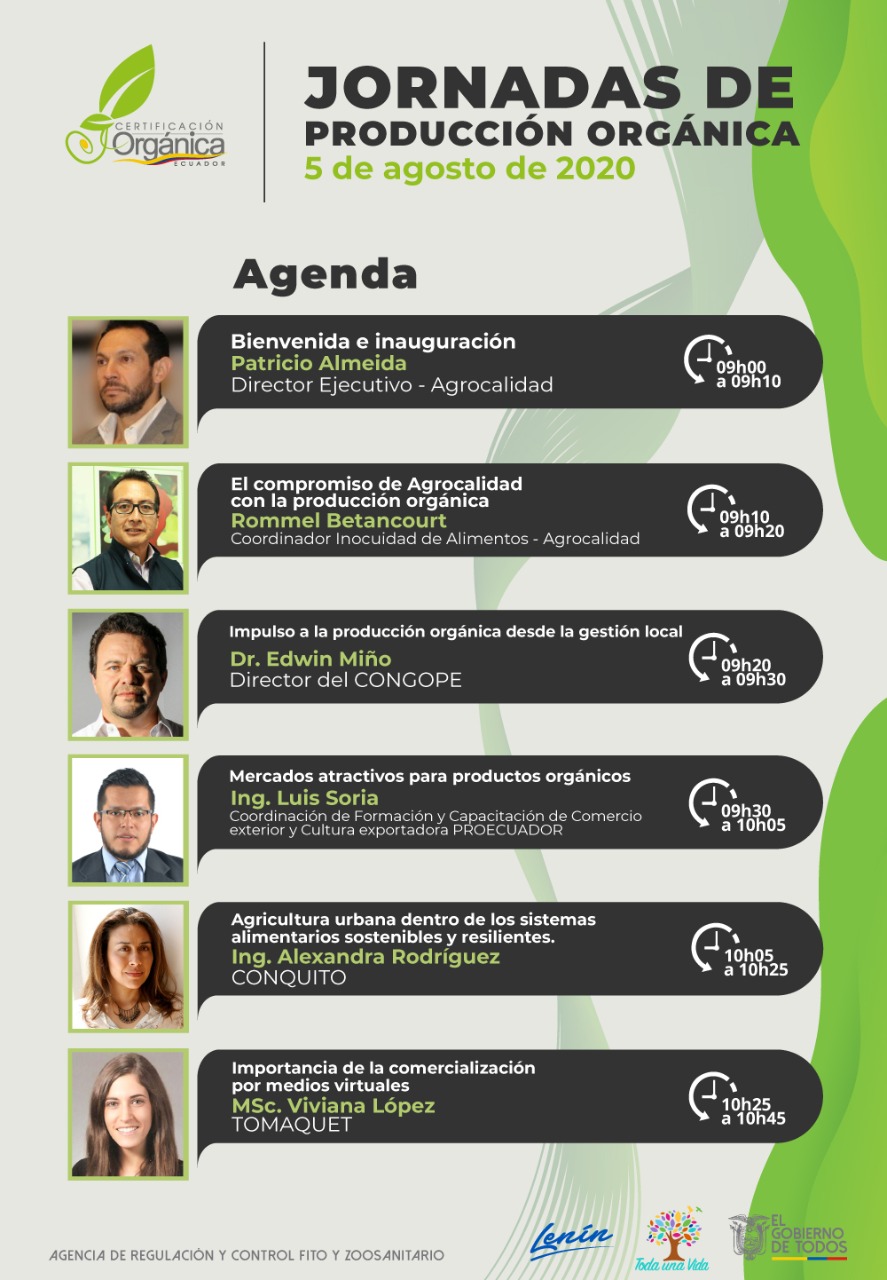 CERTIFICACIÓN
Orgánica
ECUADOR
JORNADAS DE
PRODUCCIÓN ORGÁNICA
5 de agosto de 2020
Agenda
Bienvenida e inauguración
Patricio Almeida
Director Ejecutivo - Agrocalidad
09h00
a 09h10
El compromiso de Agrocalidad
con la producción orgánica
Rommel Betancourt
Coordinador Inocuidad de Alimentos - Agrocalidad
09h10
a 09h20
Impulso a la producción orgánica desde la gestión local
Dr. Edwin Miño
Director del CONGOPE
09h20
a 09h30
Mercados atractivos para productos orgánicos
Ing. Luis Soria
Coordinación de Formación y Capacitación de Comercio
exterior y Cultura exportadora PROECUADOR
09h30
a 10h05
Agricultura urbana dentro de los sistemas
alimentarios sostenibles y resilientes.
Ing. Alexandra Rodríguez
CONQUITO
10h05
a 10h25
Importancia de la comercialización
por medios virtuales
MSc. Viviana López
TOMAQUET
10h25
a 10h45
AGENCIA DE REGULACIÓN Y CONTROL FITO Y ZOOSANITARIO
Lenín
Toda una Vida
EL
GOBIERNO
DE TODOS